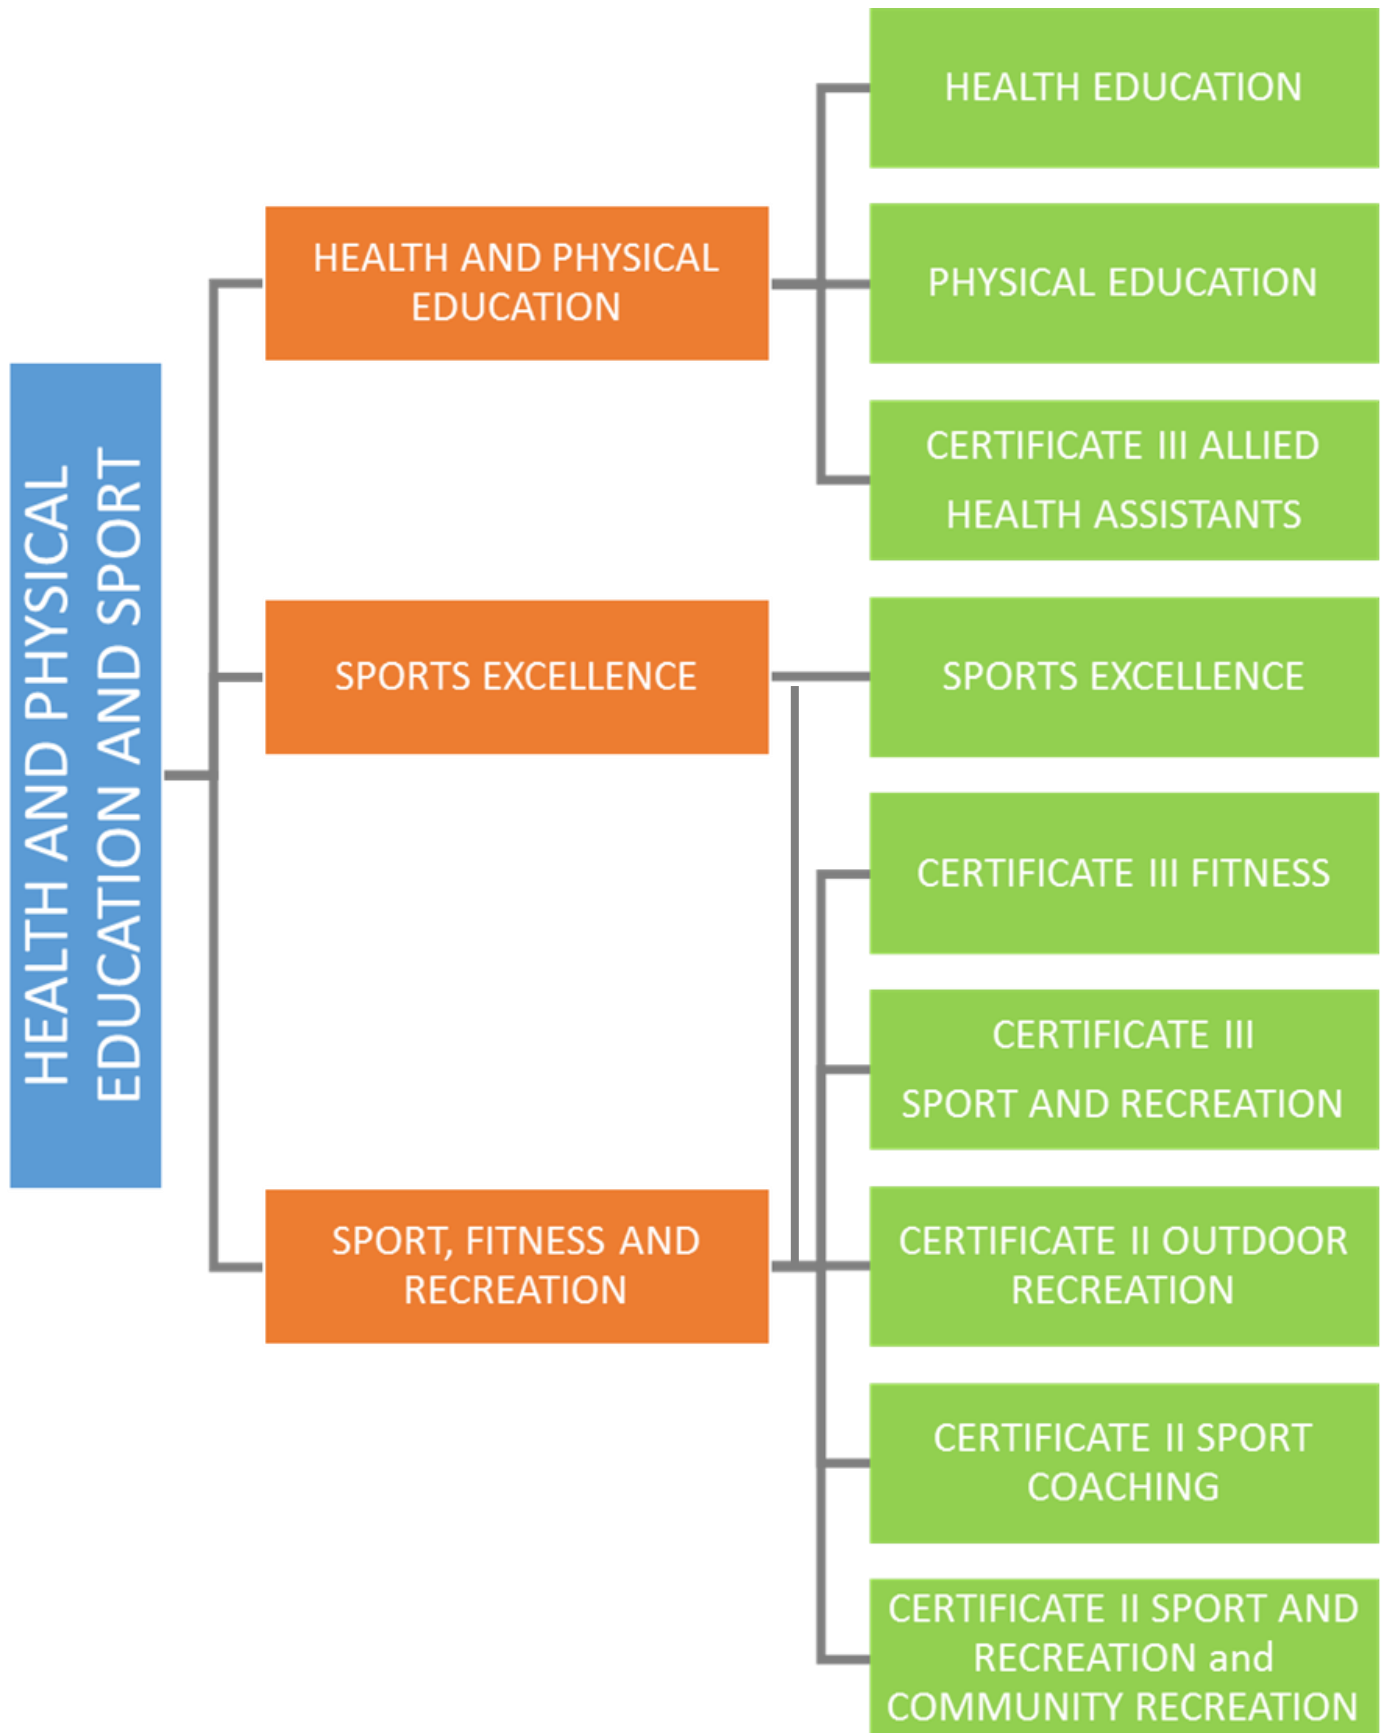 HEALTH AND PHYSICAL
EDUCATION AND SPORT
HEALTH AND PHYSICAL
EDUCATION
SPORTS EXCELLENCE
SPORT, FITNESS AND
RECREATION
HEALTH EDUCATION
PHYSICAL EDUCATION
CERTIFICATE III ALLIED
HEALTH ASSISTANTS
SPORTS EXCELLENCE
CERTIFICATE III FITNESS
CERTIFICATE III
SPORT AND RECREATION
CERTIFICATE II OUTDOOR
RECREATION
CERTIFICATE II SPORT
COACHING
CERTIFICATE II SPORT AND
RECREATION and
COMMUNITY RECREATION